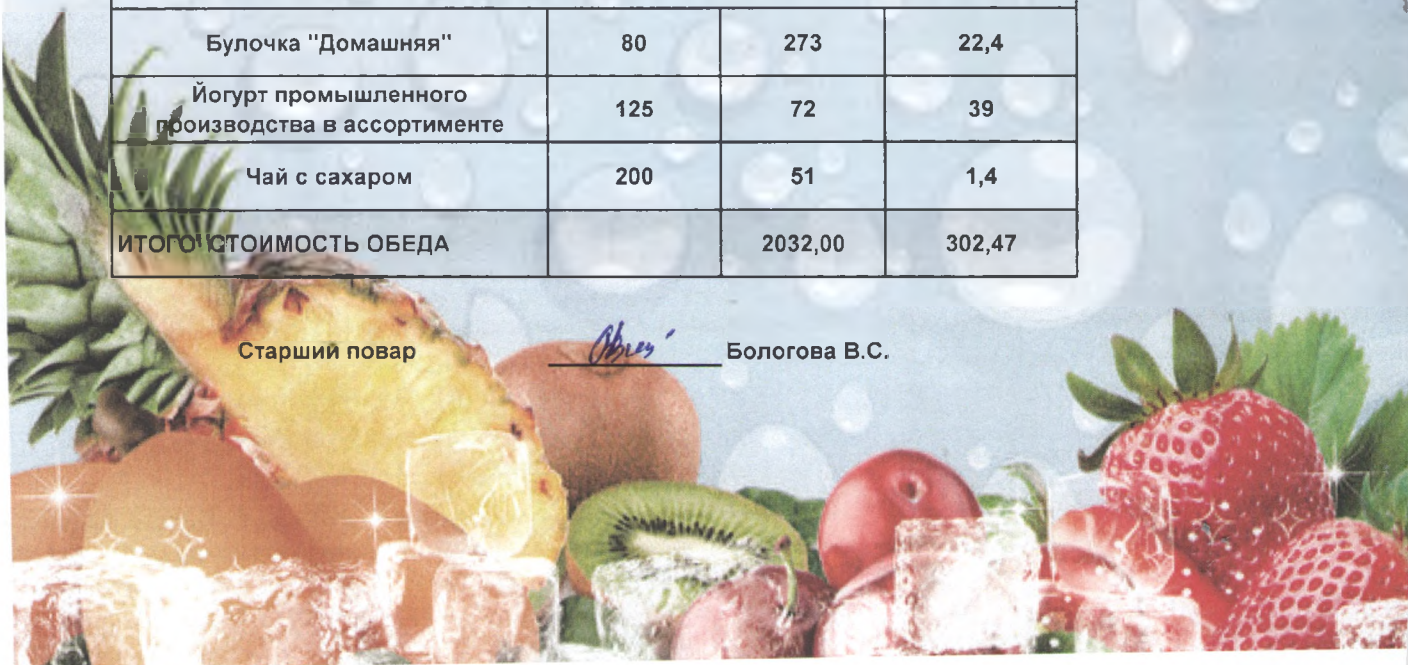 Булочка "Домашняя" 80 273 22,4
Йогурт промышленного
производства в ассортименте 125 72 39
Чай с сахаром 200 51 1,4
ИТОГО СТОИМОСТЬ ОБЕДА 2032,00 302,47
Старший повар Бологова В.С.